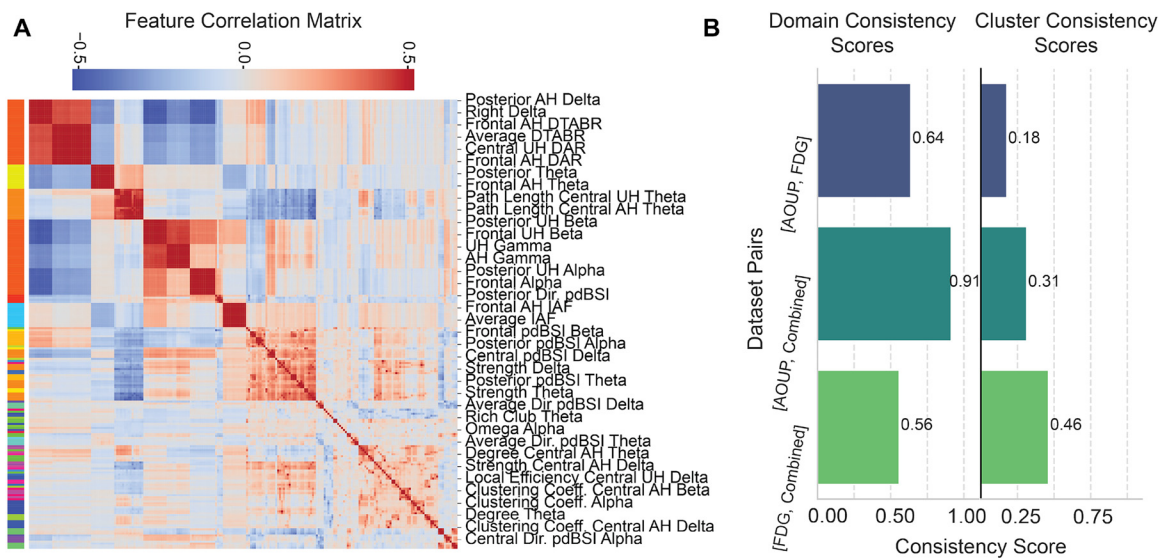 A
Feature Correlation Matrix
−0.5
0.0
0.5
Posterior AH Delta
Right Delta
Frontal AH DTABR
Average DTABR
Central UH DAR
Frontal AH DAR
Posterior Theta
Frontal AH Theta
Path Length Central UH Theta
Path Length Central AH Theta
Posterior UH Beta
Frontal UH Beta
UH Gamma
AH Gamma
Posterior UH Alpha
Frontal Alpha
Posterior Dir. pdBSI
Frontal AH IAF
Average IAF
Frontal pdBSI Beta
Posterior pdBSI Alpha
Central pdBSI Delta
Strength Delta
Posterior pdBSI Theta
Strength Theta
Average Dir pdBSI Delta
Rich Club Theta
Omega Alpha
Average Dir. pdBSI Theta
Degree Central AH Theta
Strength Central AH Delta
Local Efficiency Central UH Delta
Clustering Coeff. Central AH Beta
Clustering Coeff. Alpha
Degree Theta
Clustering Coeff. Central AH Delta
Central Dir. pdBSI Alpha
B
Domain Consistency
Scores
Cluster Consistency
Scores
Dataset Pairs
[AOUP, FDG]
[AOUP, Combined]
[FDG, Combined]
0.64
0.18
0.91
0.31
0.56
0.46
0.00
0.50
1.00
0.25
0.75
Consistency Score